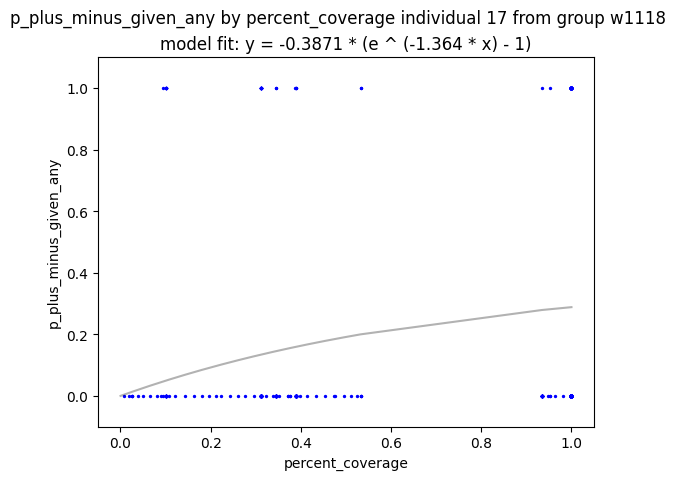 p_plus_minus_given_any by percent_coverage individual 17 from group w1118
model fit: y = -0.3871 * (e ^ (-1.364 * x) - 1)
1.0
0.8
0.6
0.4
0.2
0.0
p_plus_minus_given_any
0.0 0.2 0.4 0.6 0.8 1.0
percent_coverage